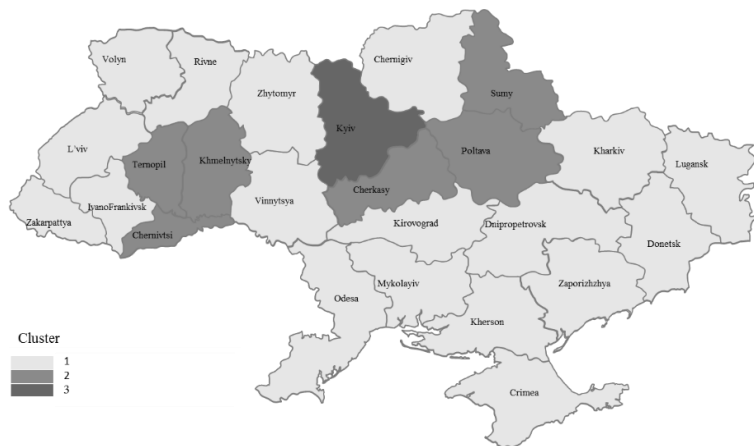 Volyn
Rivne
Chernigiv
Zhytomyr
Sumy
Kyiv
L'viv
Ternopil
Khmelnytsky
Poltava
Kharkiv
Lugansk
Cherkasy
IvanoFrankivsk
Vinnytsya
Zakarpattya
Chernivtsi
Kirovograd
Dnipropetrovsk
Donetsk
Odesa
Mykolayiv
Zaporizhzhya
Kherson
Crimea
Cluster
1
2
3